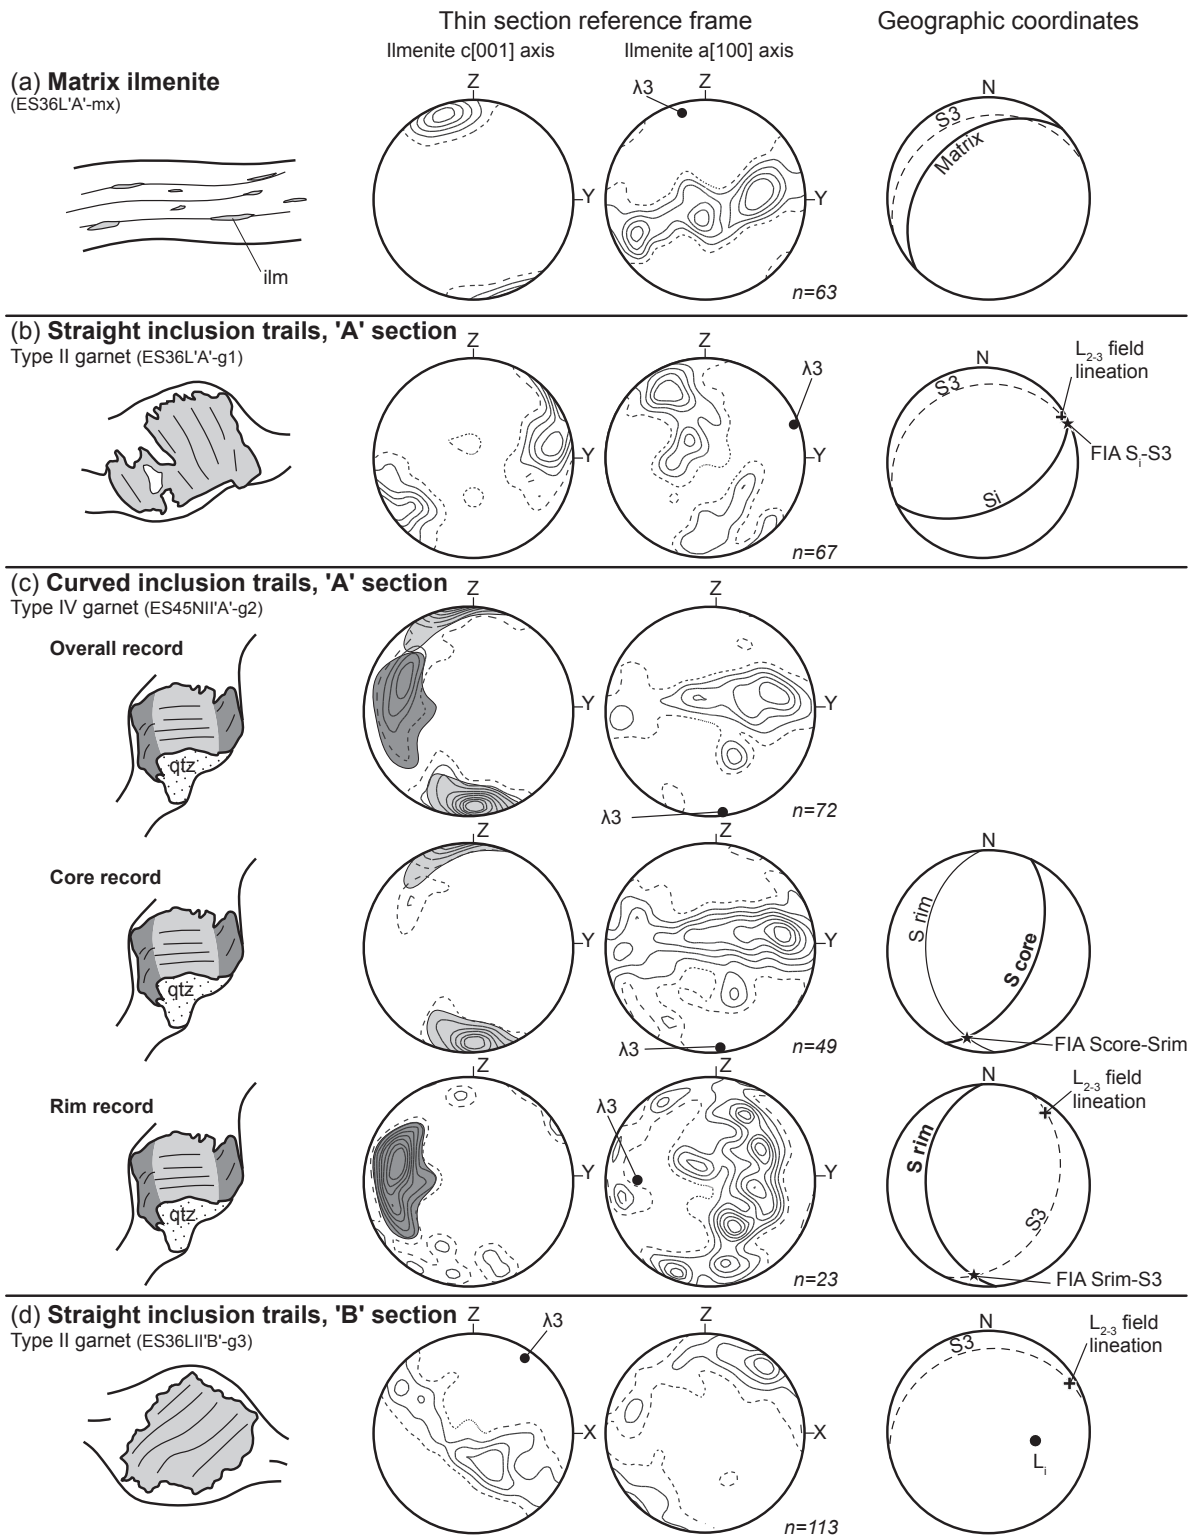 Thin section reference frame
Geographic coordinates
Ilmenite c[001] axis
Ilmenite a[100] axis
(a) Matrix ilmenite
(ES36L'A'-mx)
ilm
Z
Y
Z
λ3
Y
n=63
N
S3
Matrix
(b) Straight inclusion trails, 'A' section
Type II garnet (ES36L'A'-g1)
Z
Y
Z
λ3
Y
n=67
N
S3
Si
L2-3 field
lineation
FIA Si-S3
(c) Curved inclusion trails, 'A' section
Type IV garnet (ES45NII'A'-g2)
Overall record
qtz
Z
Y
Z
Y
λ3
n=72
Core record
qtz
Z
Y
Y
λ3
n=49
N
S rim
S core
FIA Score-Srim
Rim record
qtz
Z
Y
Z
λ3
Y
n=23
N
S rim
S3
L2-3 field
lineation
FIA Srim-S3
(d) Straight inclusion trails, 'B' section
Type II garnet (ES36LII'B'-g3)
Z
λ3
X
Z
X
n=113
N
S3
L2-3 field
lineation
Li